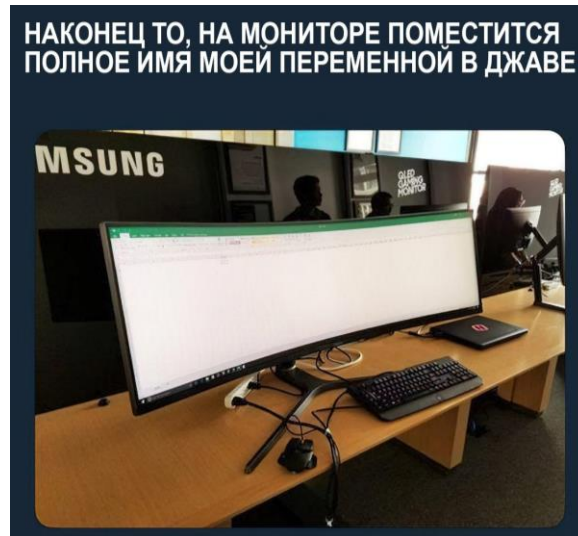 НАКОНЕЦ ТО, НА МОНИТОРЕ ПОМЕСТИТСЯ
ПОЛНОЕ ИМЯ МОЕЙ ПЕРЕМЕННОЙ В ДЖАВЕ
MSUNG
QLED
GAMING
MONITOR